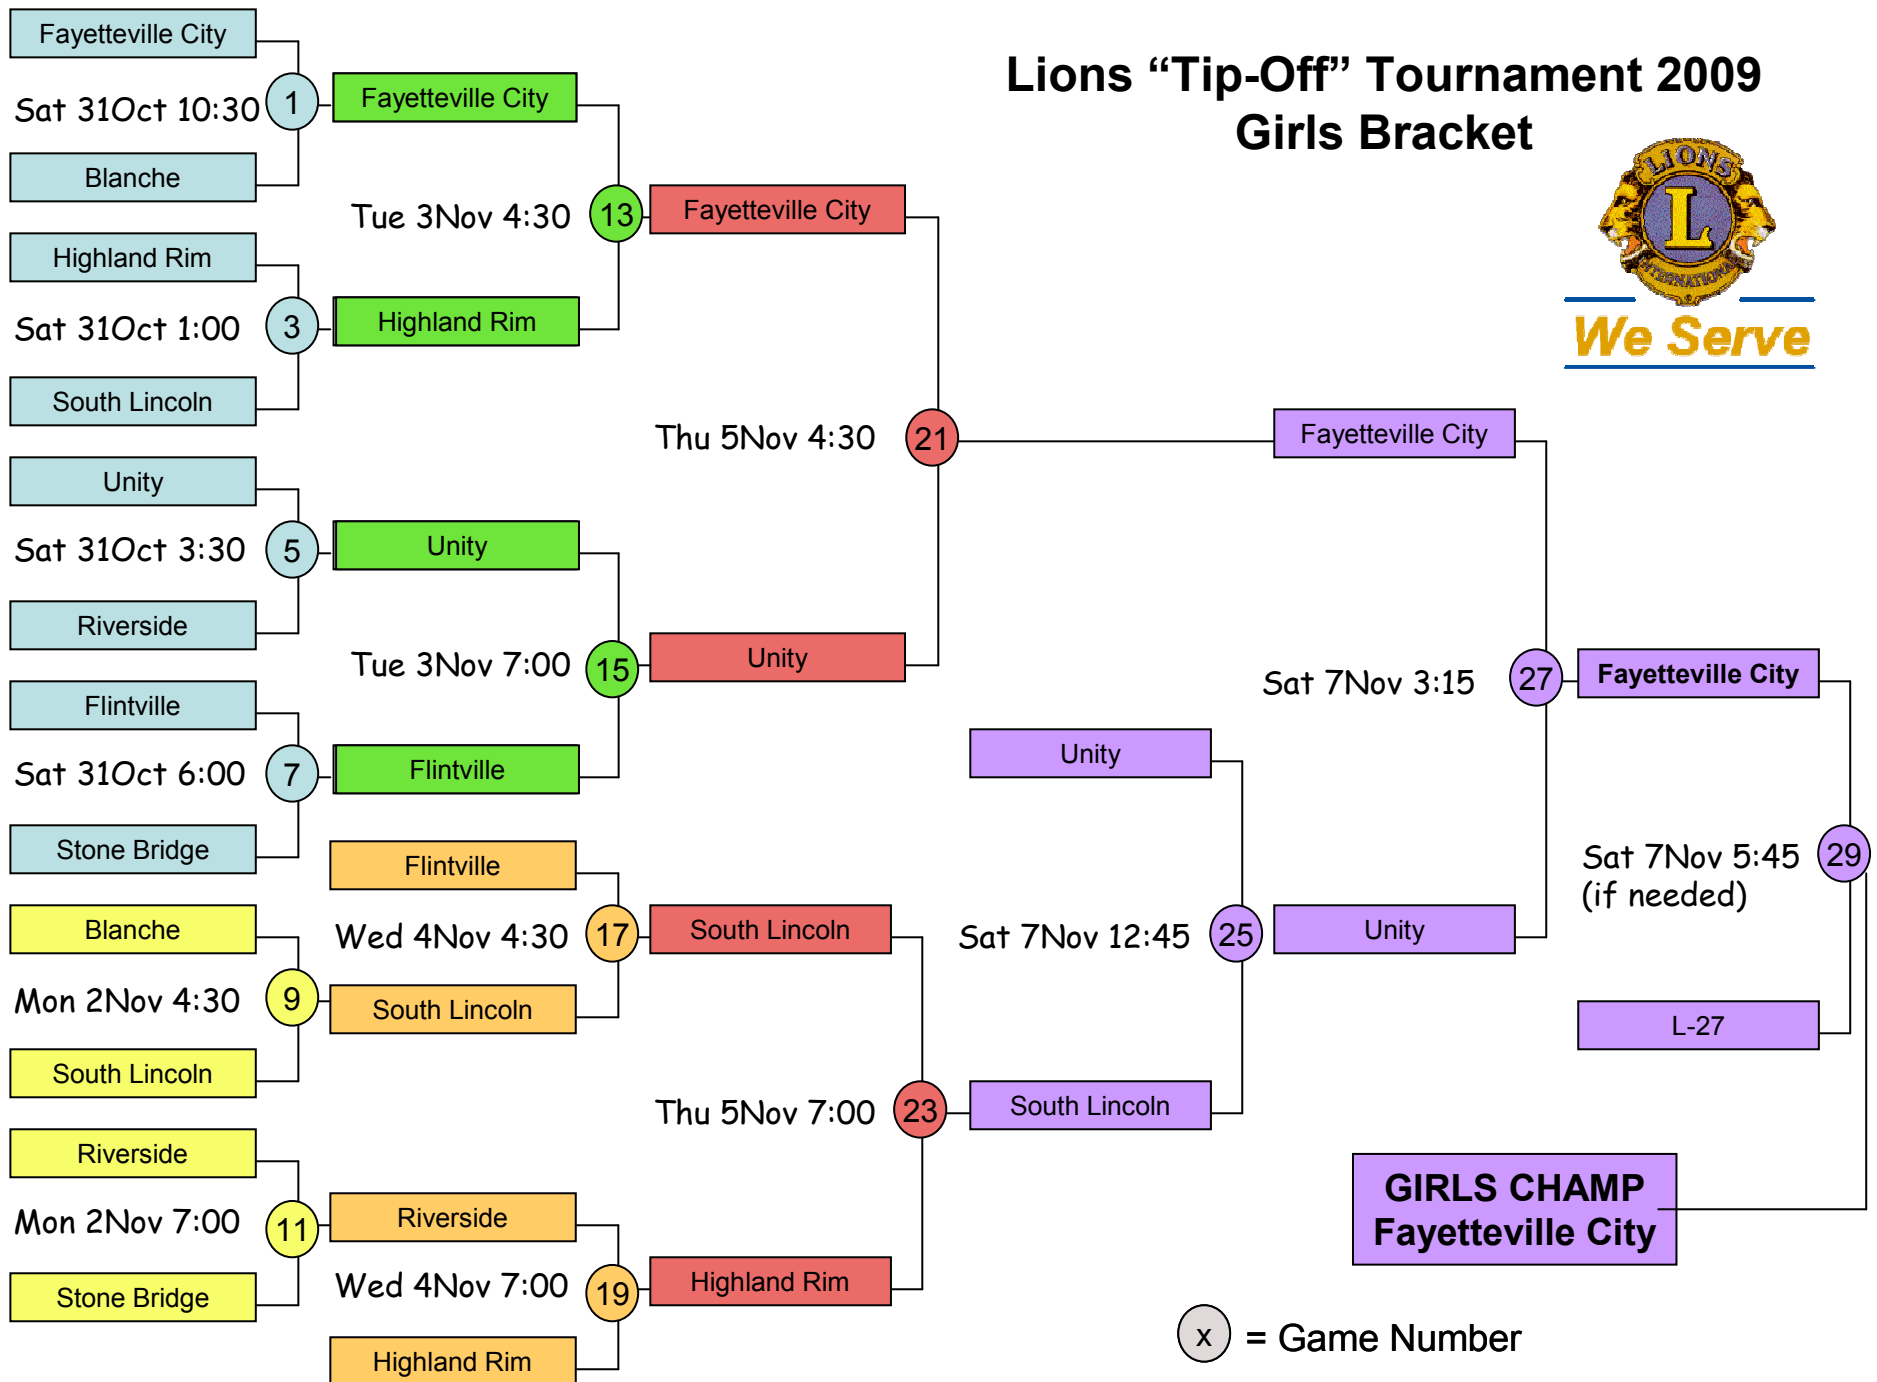 Lions “Tip-Off” Tournament 2009
Girls Bracket
LIONS
L
INTERNATIONAL
®
We Serve
Fayetteville City
Sat 31Oct 10:30
1
Blanche
Highland Rim
Sat 31Oct 1:00
3
South Lincoln
Unity
Sat 31Oct 3:30
5
Riverside
Flintville
Sat 31Oct 6:00
7
Stone Bridge
Blanche
Mon 2Nov 4:30
9
South Lincoln
Riverside
Mon 2Nov 7:00
11
Stone Bridge
Fayetteville City
Tue 3Nov 4:30
13
Highland Rim
Unity
Tue 3Nov 7:00
15
Flintville
Flintville
Wed 4Nov 4:30
17
South Lincoln
Riverside
Wed 4Nov 7:00
19
Highland Rim
Fayetteville City
Thu 5Nov 4:30
21
Unity
South Lincoln
Thu 5Nov 7:00
23
Highland Rim
Unity
Sat 7Nov 12:45
25
South Lincoln
Fayetteville City
Sat 7Nov 3:15
27
Unity
Fayetteville City
Sat 7Nov 5:45
(if needed)
29
L-27
GIRLS CHAMP
Fayetteville City
x = Game Number